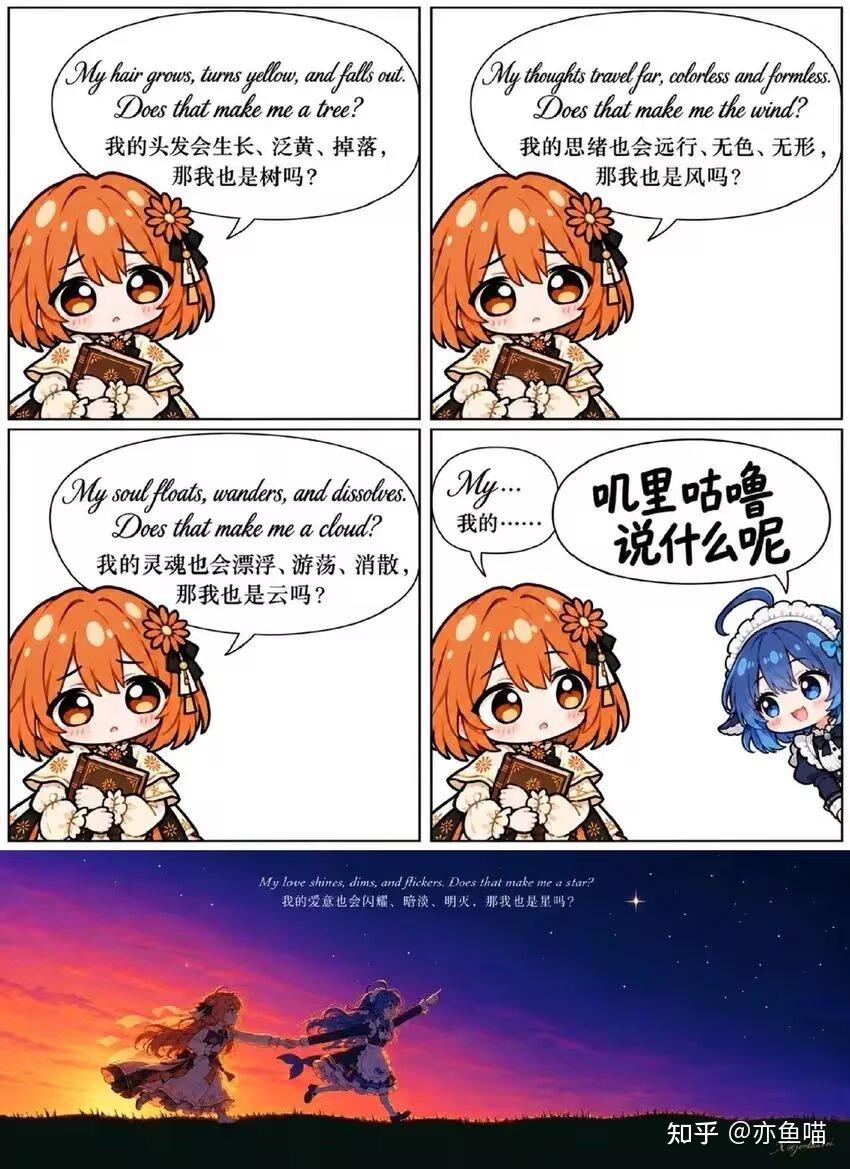 My hair grows, turns yellow, and falls out.
Does that make me a tree?
我的头发会生长、泛黄、掉落，
那我也是树吗？
My thoughts travel far, colorless and formless.
Does that make me the wind?
我的思绪也会远行、无色、无形，
那我也是风吗？
My soul floats, wanders, and dissolves.
Does that make me a cloud?
我的灵魂也会漂浮、游荡、消散，
那我也是云吗？
My…
我的……
叽里咕噜
说什么呢
My love shines, dims, and flickers. Does that make me a star?
我的爱意也会闪耀、暗淡、明灭，那我也是星吗？
知乎 @亦鱼喵